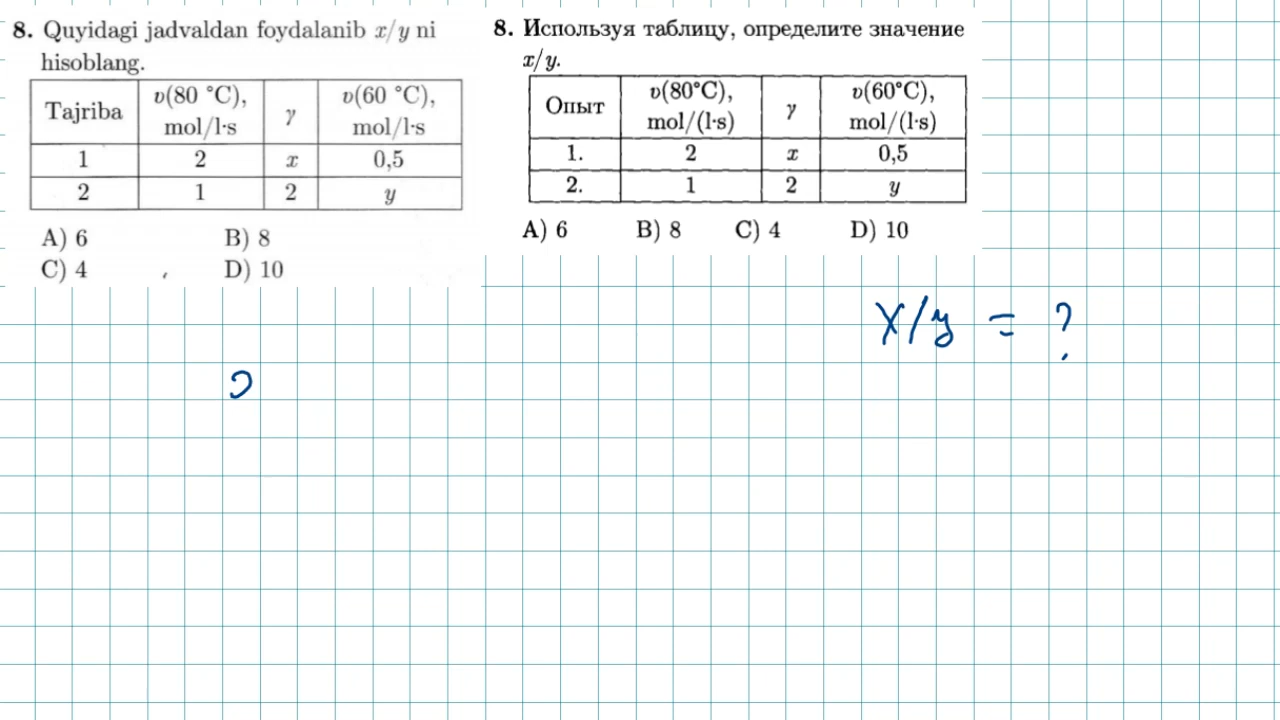 8. Quyidagi jadvaldan foydalanib x/y ni
hisoblang.
Tajriba v(80 °C), mol/l·s γ v(60 °C), mol/l·s
1 2 x 0,5
2 1 2 y
A) 6 B) 8
C) 4 D) 10
8. Используя таблицу, определите значение
x/y.
Опыт v(80°C), mol/(l·s) γ v(60°C), mol/(l·s)
1. 2 x 0,5
2. 1 2 y
A) 6 B) 8 C) 4 D) 10
x/y = ?